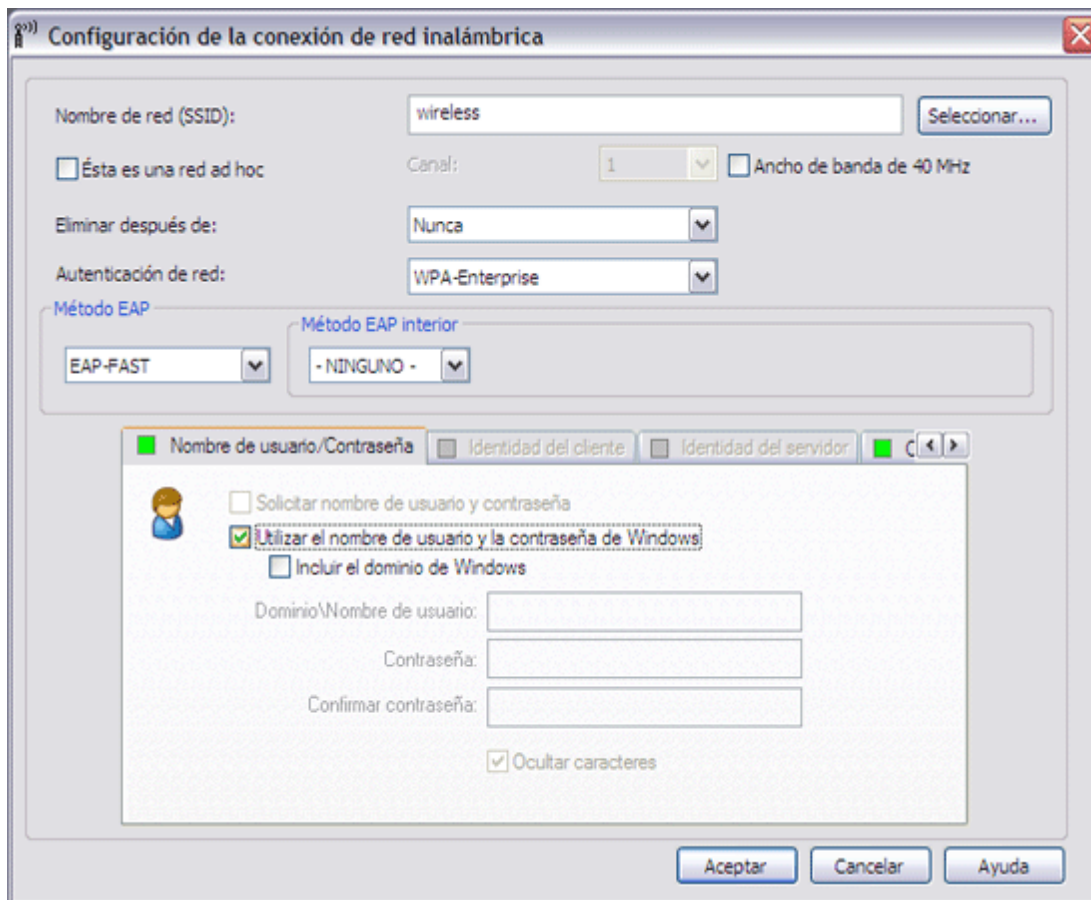 Configuración de la conexión de red inalámbrica
Nombre de red (SSID): wireless Seleccionar...
Ésta es una red ad hoc Canal: 1 Ancho de banda de 40 MHz
Eliminar después de: Nunca
Autenticación de red: WPA-Enterprise
Método EAP
Método EAP interior
EAP-FAST - NINGUNO -
Nombre de usuario/Contraseña Identidad del cliente Identidad del servidor
Solicitar nombre de usuario y contraseña
Utilizar el nombre de usuario y la contraseña de Windows
Incluir el dominio de Windows
Dominio\Nombre de usuario:
Contraseña:
Confirmar contraseña:
Ocultar caracteres
Aceptar Cancelar Ayuda